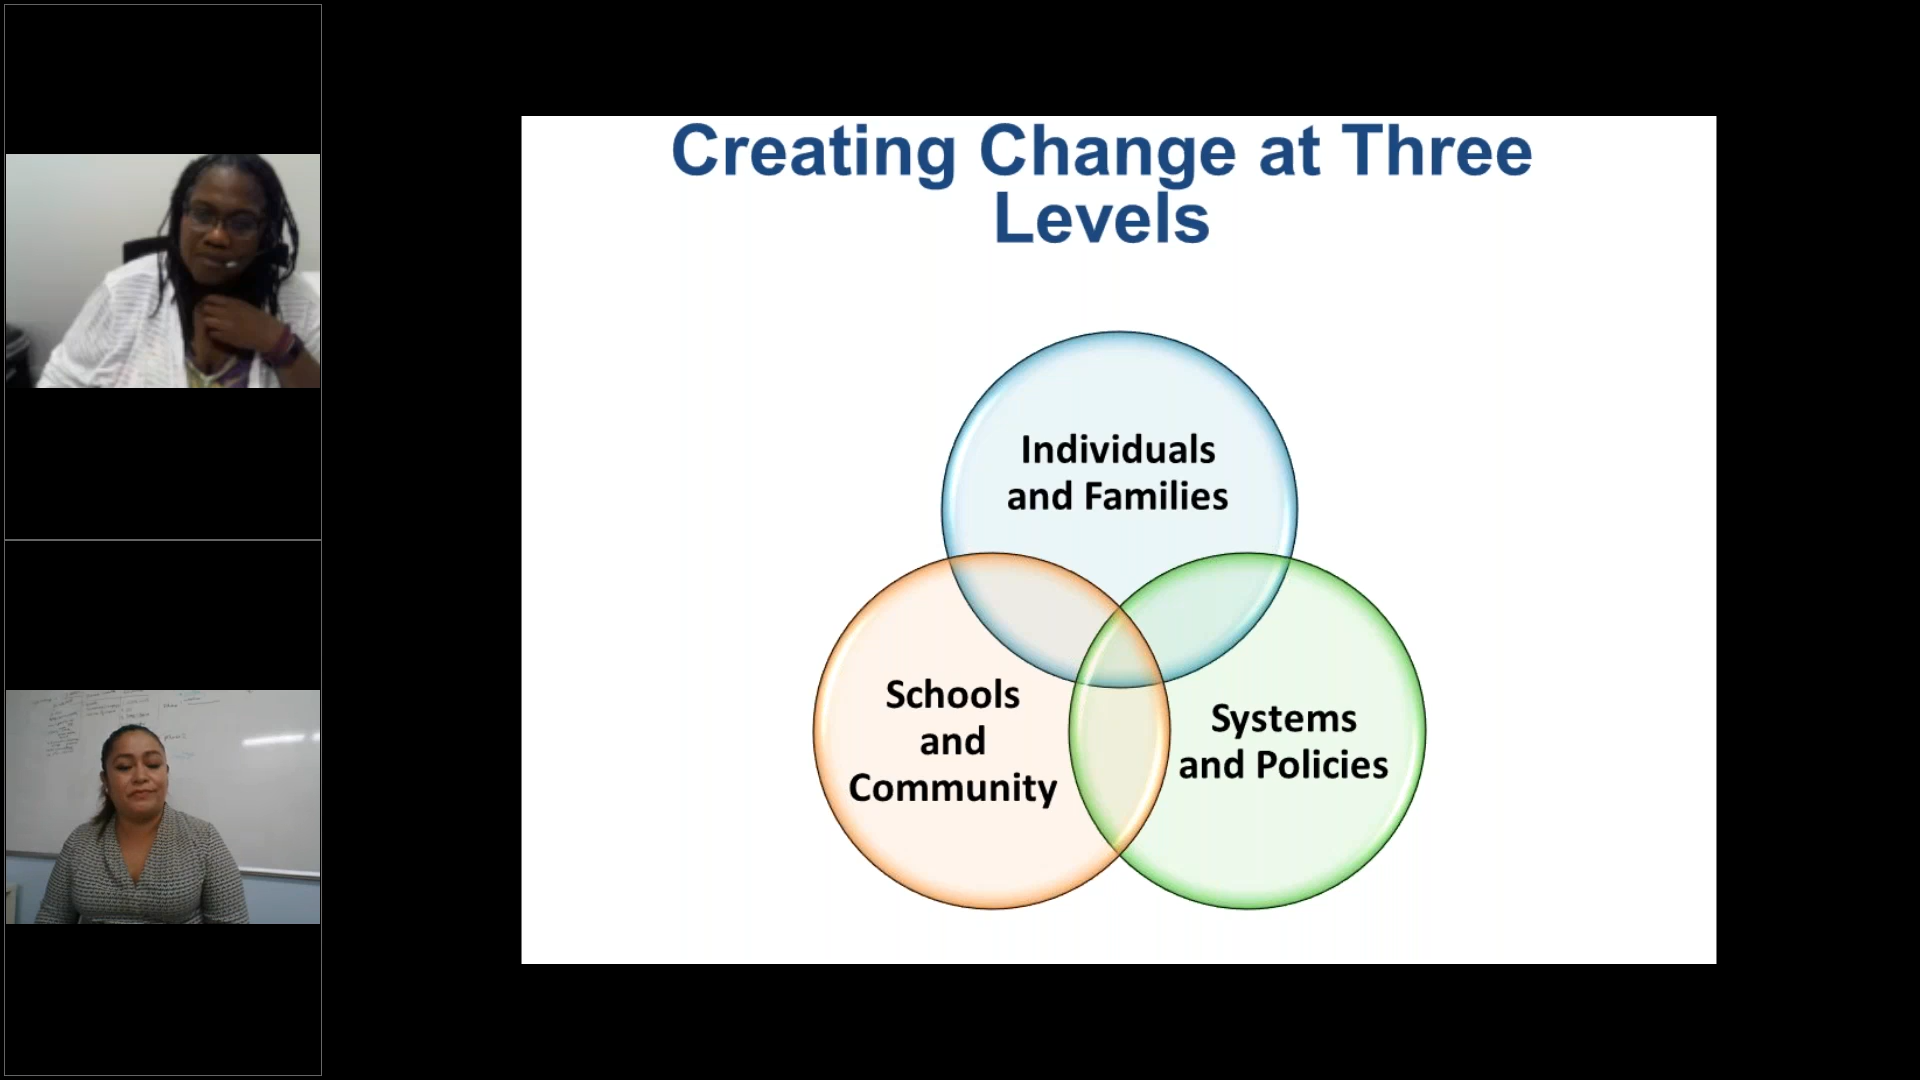 Creating Change at Three
Levels
Individuals
and Families
Schools
and
Community
Systems
and Policies